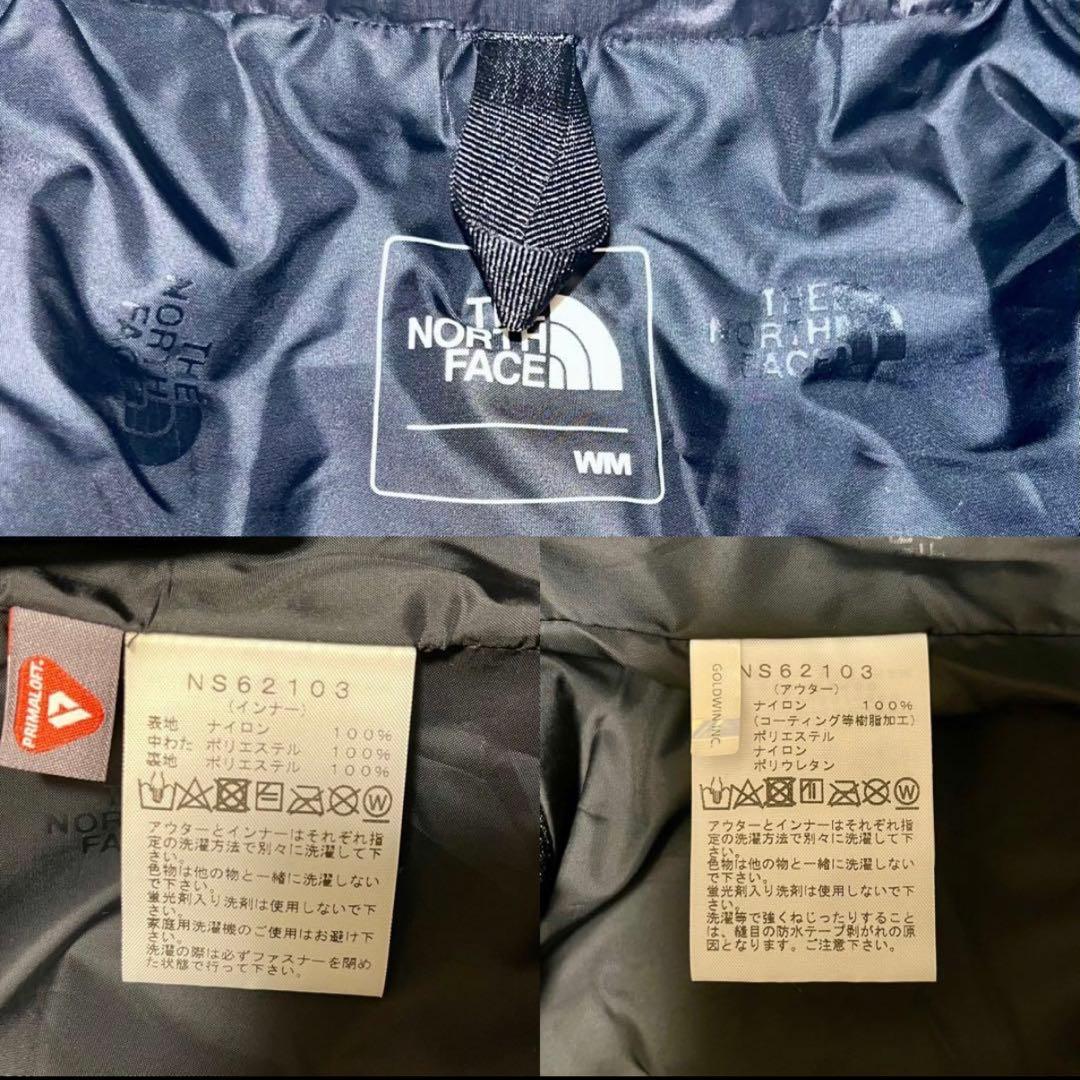 THE
NORTH
FACE
WM
THE
NORTH
FACE
THE
NORTH
FACE
PRIMALOFT®
NS62103
(インナー)
表地 ナイロン 100%
中わた ポリエステル 100%
裏地 ポリエステル 100%
W
アウターとインナーはそれぞれ指
定の洗濯方法で別々に洗濯して下
さい。
色物は他の物と一緒に洗濯しない
で下さい。
蛍光剤入り洗剤は使用しないで下
さい。
家庭用洗濯機のご使用はお避け下
さい。
洗濯の際は必ずファスナーを閉め
た状態で行って下さい。
NOR
FA
GOLDWIN INC.
NS62103
(アウター)
ナイロン 100%
(コーティング等樹脂加工)
ポリエステル
ナイロン
ポリウレタン
W
アウターとインナーはそれぞれ指
定の洗濯方法で別々に洗濯して下
さい。
色物は他の物と一緒に洗濯しない
で下さい。
蛍光剤入り洗剤は使用しないで下
さい。
洗濯等で強くねじったりすること
は、縫目の防水テープ剥がれの原
因となります。ご注意下さい。